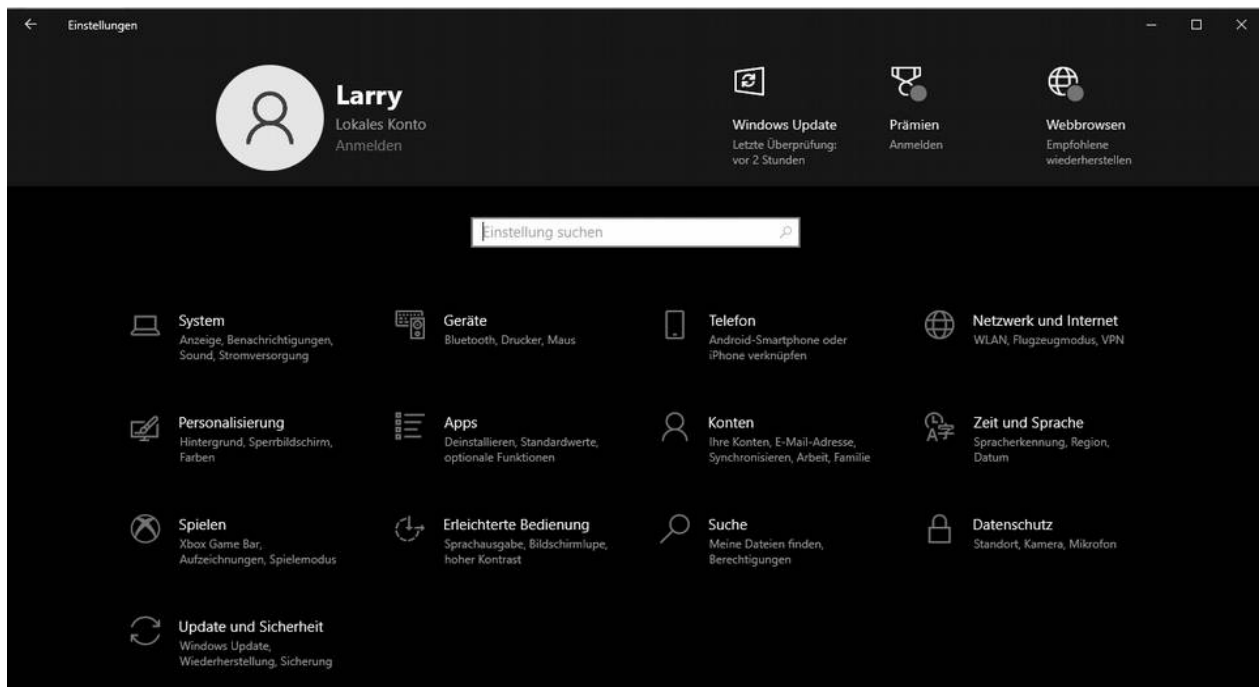 Einstellungen
Larry
Lokales Konto
Anmelden
Windows Update
Letzte Überprüfung:
vor 2 Stunden
Prämien
Anmelden
Webbrowsen
Empfohlene
wiederherstellen
Einstellung suchen
System
Anzeige, Benachrichtigungen,
Sound, Stromversorgung
Geräte
Bluetooth, Drucker, Maus
Telefon
Android-Smartphone oder
iPhone verknüpfen
Netzwerk und Internet
WLAN, Flugzeugmodus, VPN
Personalisierung
Hintergrund, Sperrbildschirm,
Farben
Apps
Deinstallieren, Standardwerte,
optionale Funktionen
Konten
Ihre Konten, E-Mail-Adresse,
Synchronisieren, Arbeit, Familie
Zeit und Sprache
Spracherkennung, Region,
Datum
Spielen
Xbox Game Bar,
Aufzeichnungen, Spielemodus
Erleichterte Bedienung
Sprachausgabe, Bildschirmlupe,
hoher Kontrast
Suche
Meine Dateien finden,
Berechtigungen
Datenschutz
Standort, Kamera, Mikrofon
Update und Sicherheit
Windows Update,
Wiederherstellung, Sicherung